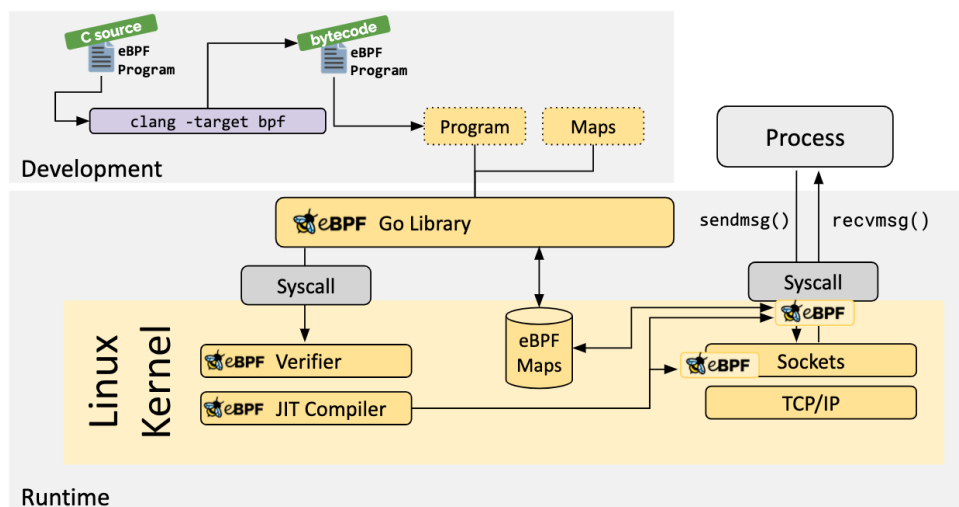 C source
eBPF
Program
bytecode
eBPF
Program
clang -target bpf
Program
Maps
Development
Process
sendmsg()
recvmsg()
eBPF Go Library
Syscall
Syscall
eBPF
Linux
Kernel
eBPF
Maps
eBPF Verifier
eBPF
Sockets
eBPF JIT Compiler
TCP/IP
Runtime